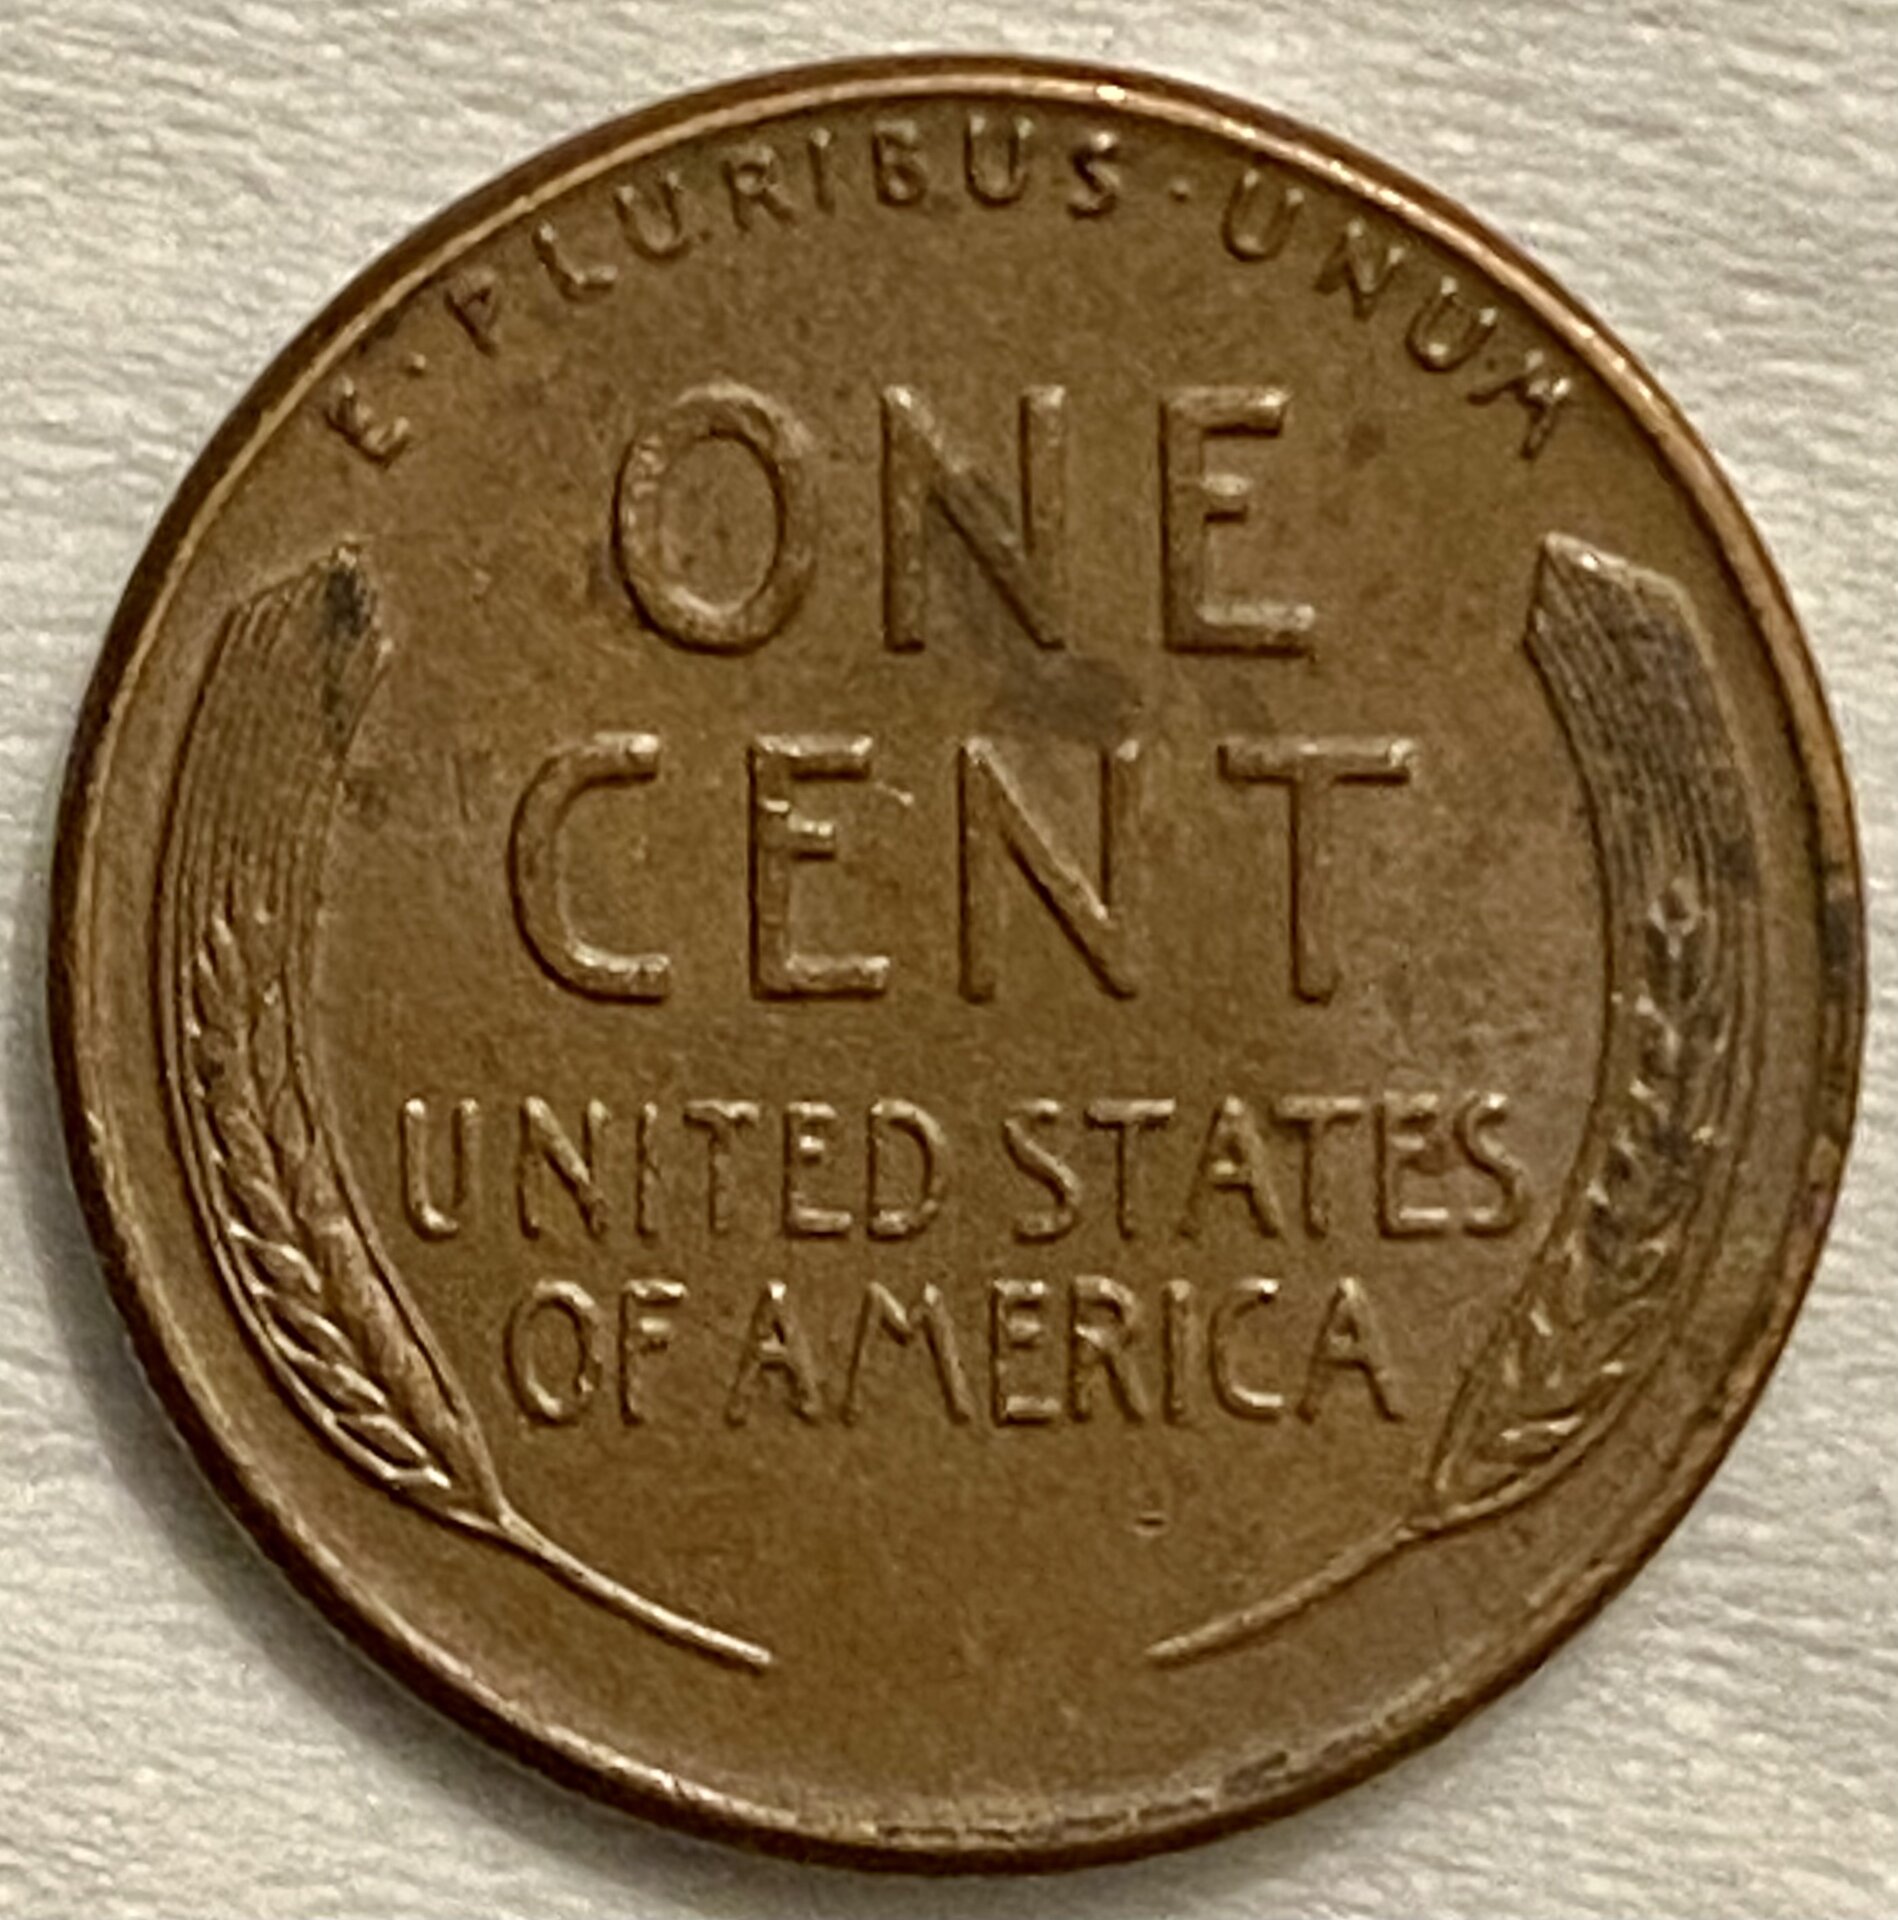 E·PLURIBUS·UNUM
ONE
CENT
UNITED STATES
OF AMERICA